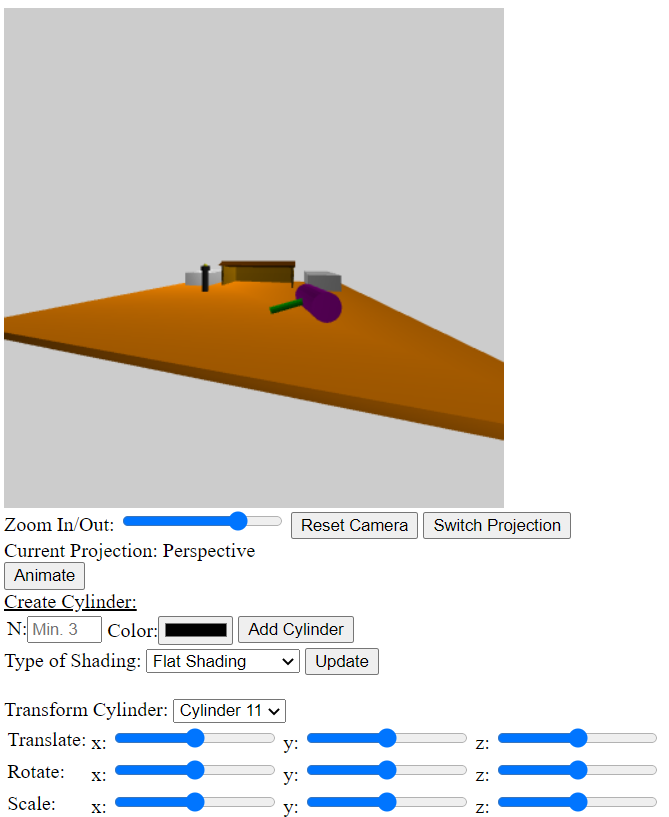 Zoom In/Out: Reset Camera Switch Projection
Current Projection: Perspective
Animate
Create Cylinder:
N: Min. 3 Color: Add Cylinder
Type of Shading: Flat Shading Update
Transform Cylinder: Cylinder 11
Translate: x: y: z:
Rotate: x: y: z:
Scale: x: y: z: